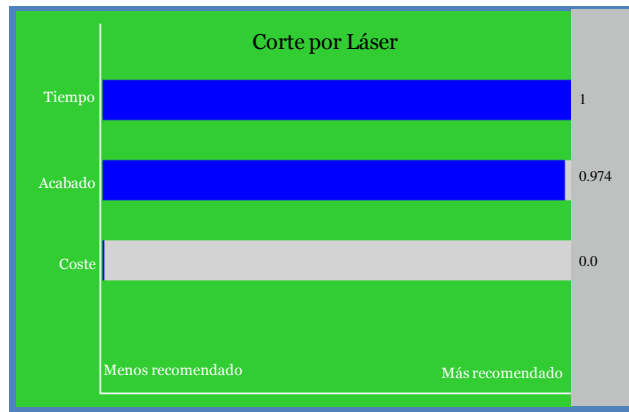 Corte por Láser
Tiempo 1
Acabado 0.974
Coste 0.0
Menos recomendado Más recomendado